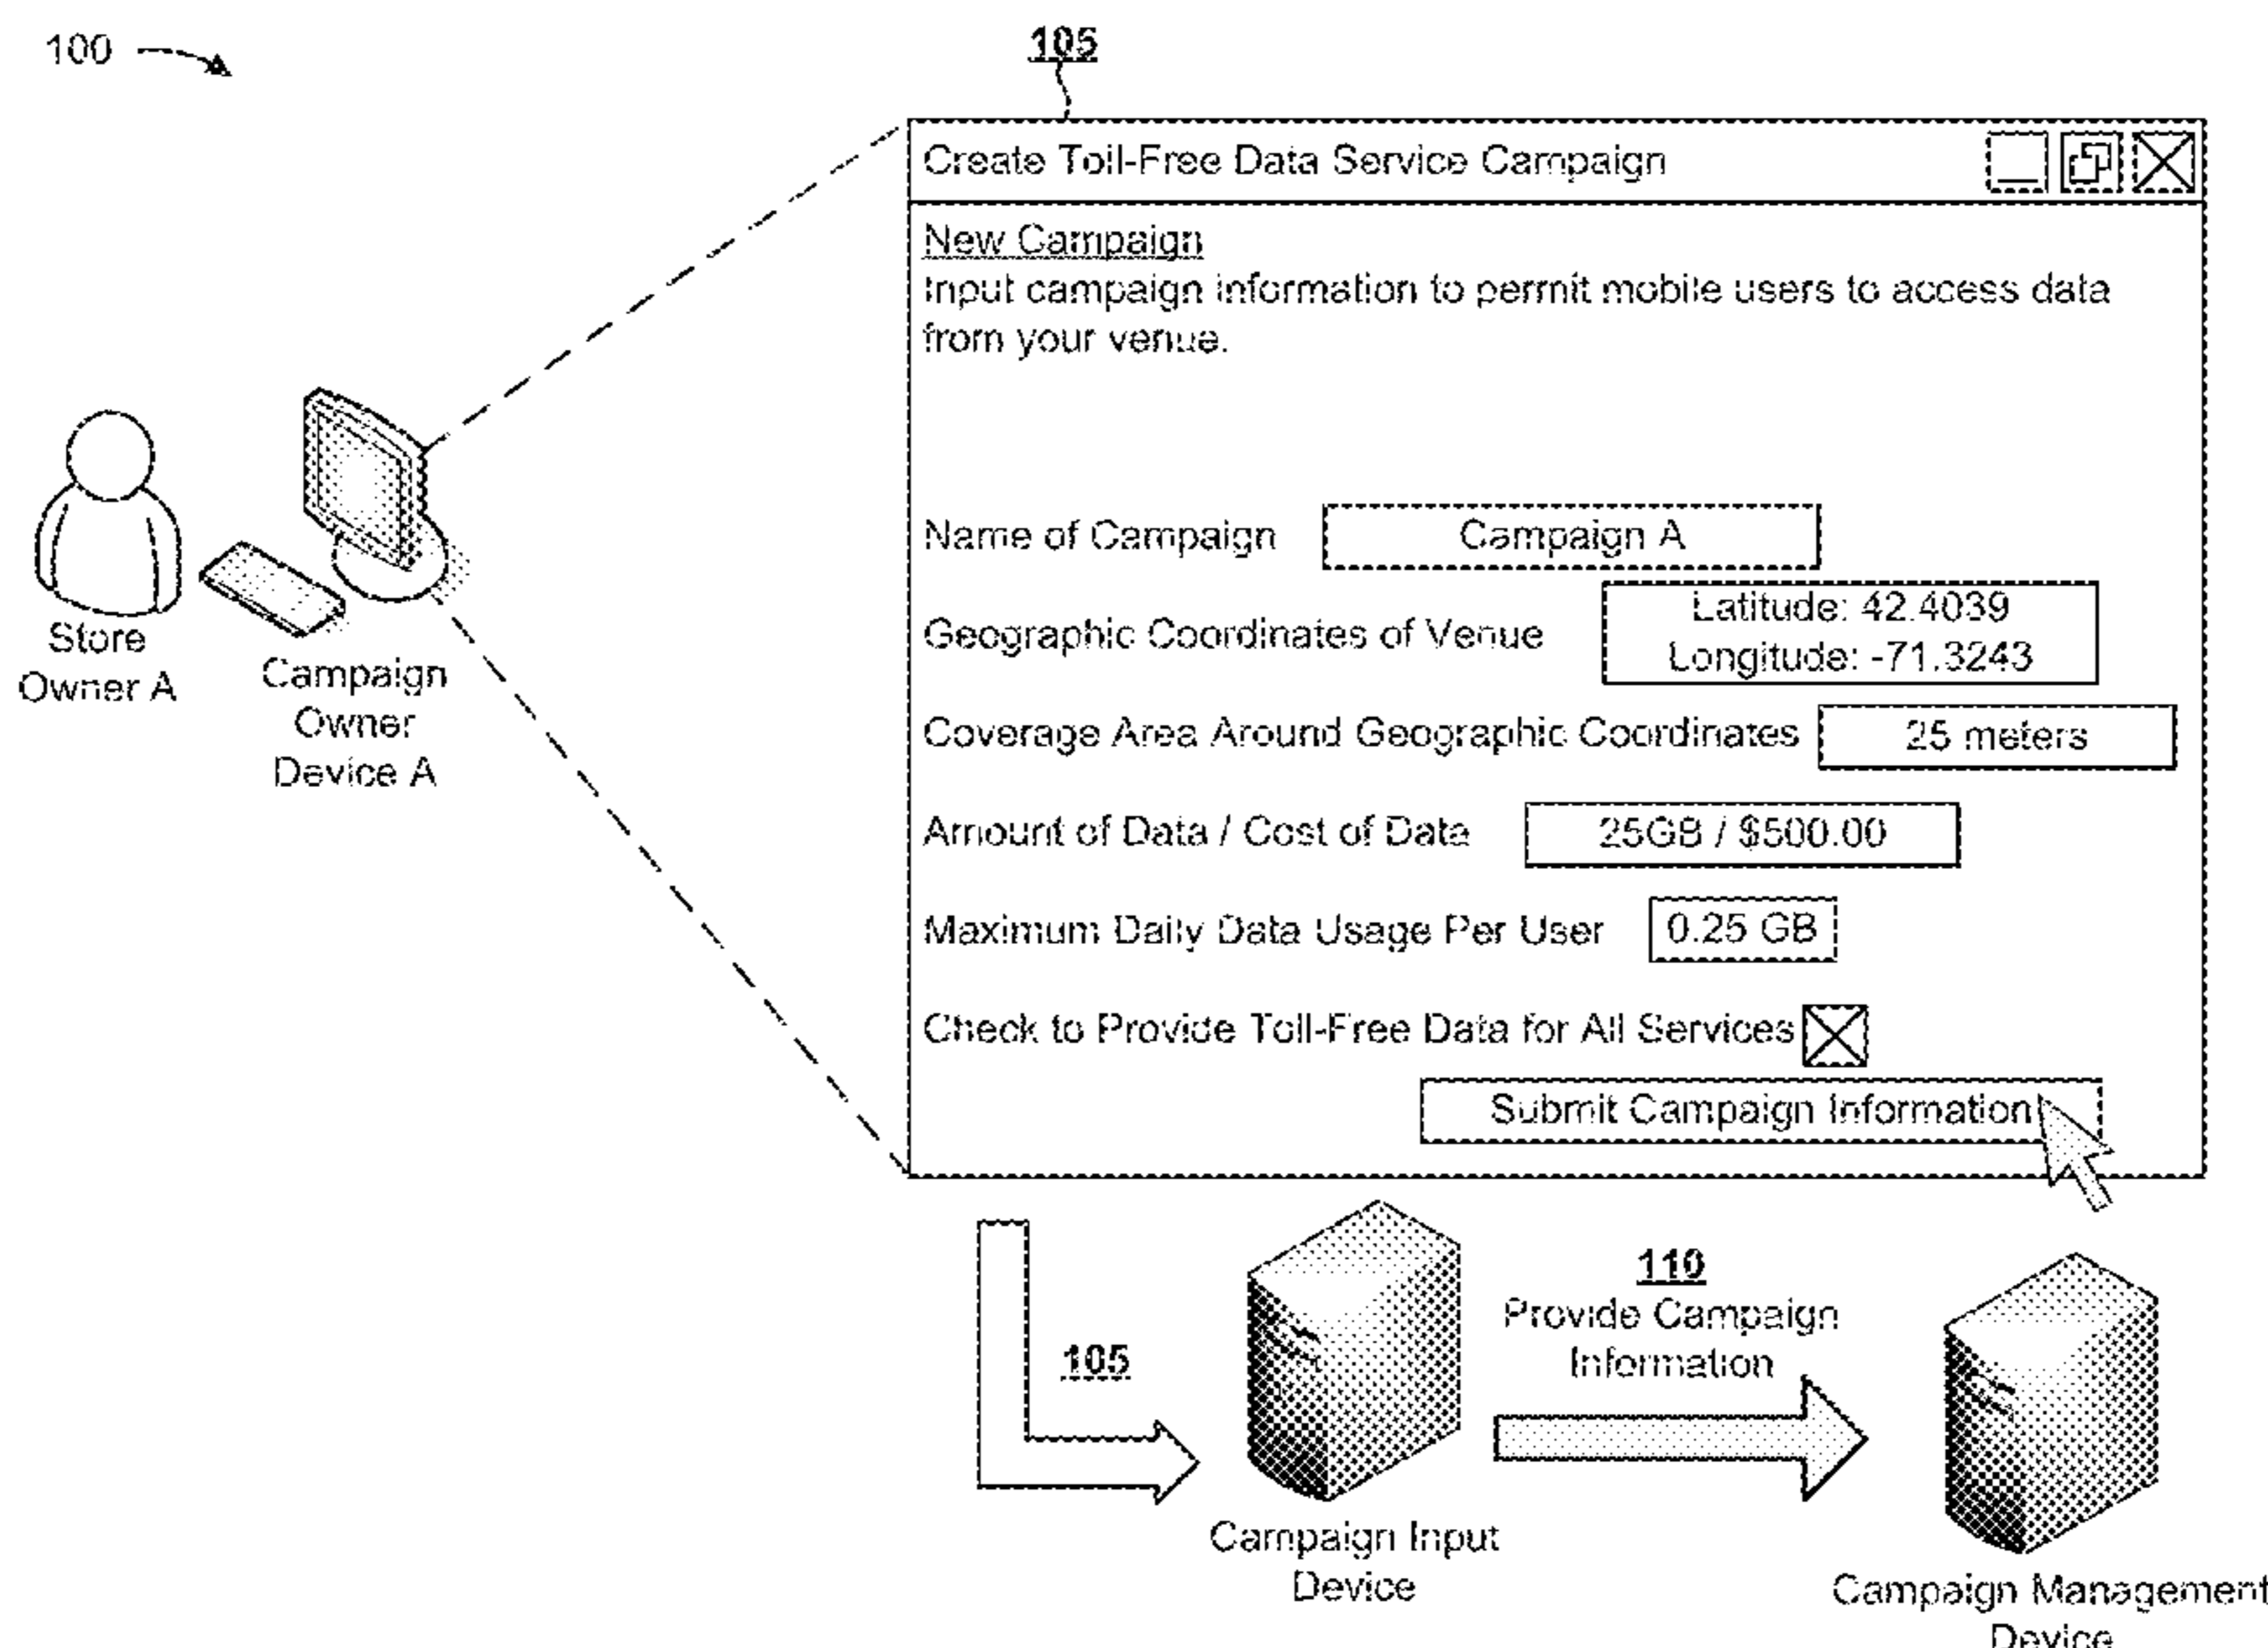 100
105
Create Toll-Free Data Service Campaign
New Campaign
Input campaign information to permit mobile users to access data
from your venue.
Name of Campaign
Campaign A
Geographic Coordinates of Venue
Latitude: 42.4039
Longitude: -71.3243
Coverage Area Around Geographic Coordinates
25 meters
Amount of Data / Cost of Data
25GB / $500.00
Maximum Daily Data Usage Per User
0.25 GB
Check to Provide Toll-Free Data for All Services
Submit Campaign Information
Store
Owner A
Campaign
Owner
Device A
105
110
Provide Campaign
Information
Campaign Input
Device
Campaign Management
Device